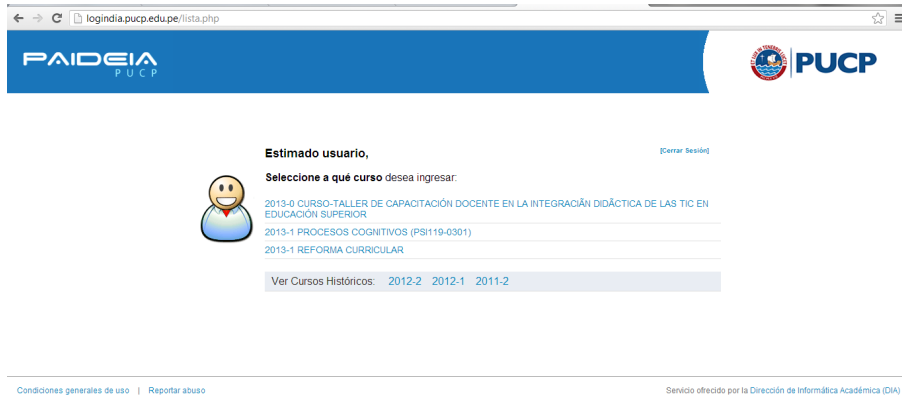 logindia.pucp.edu.pe/lista.php
PAIDEIA
PUCP
PUCP
Estimado usuario,
[Cerrar Sesión]
Seleccione a qué curso desea ingresar:
2013-0 CURSO-TALLER DE CAPACITACIÓN DOCENTE EN LA INTEGRACIÃN DIDÃCTICA DE LAS TIC EN
EDUCACIÓN SUPERIOR
2013-1 PROCESOS COGNITIVOS (PSI119-0301)
2013-1 REFORMA CURRICULAR
Ver Cursos Históricos: 2012-2 2012-1 2011-2
Condiciones generales de uso | Reportar abuso
Servicio ofrecido por la Dirección de Informática Académica (DIA)